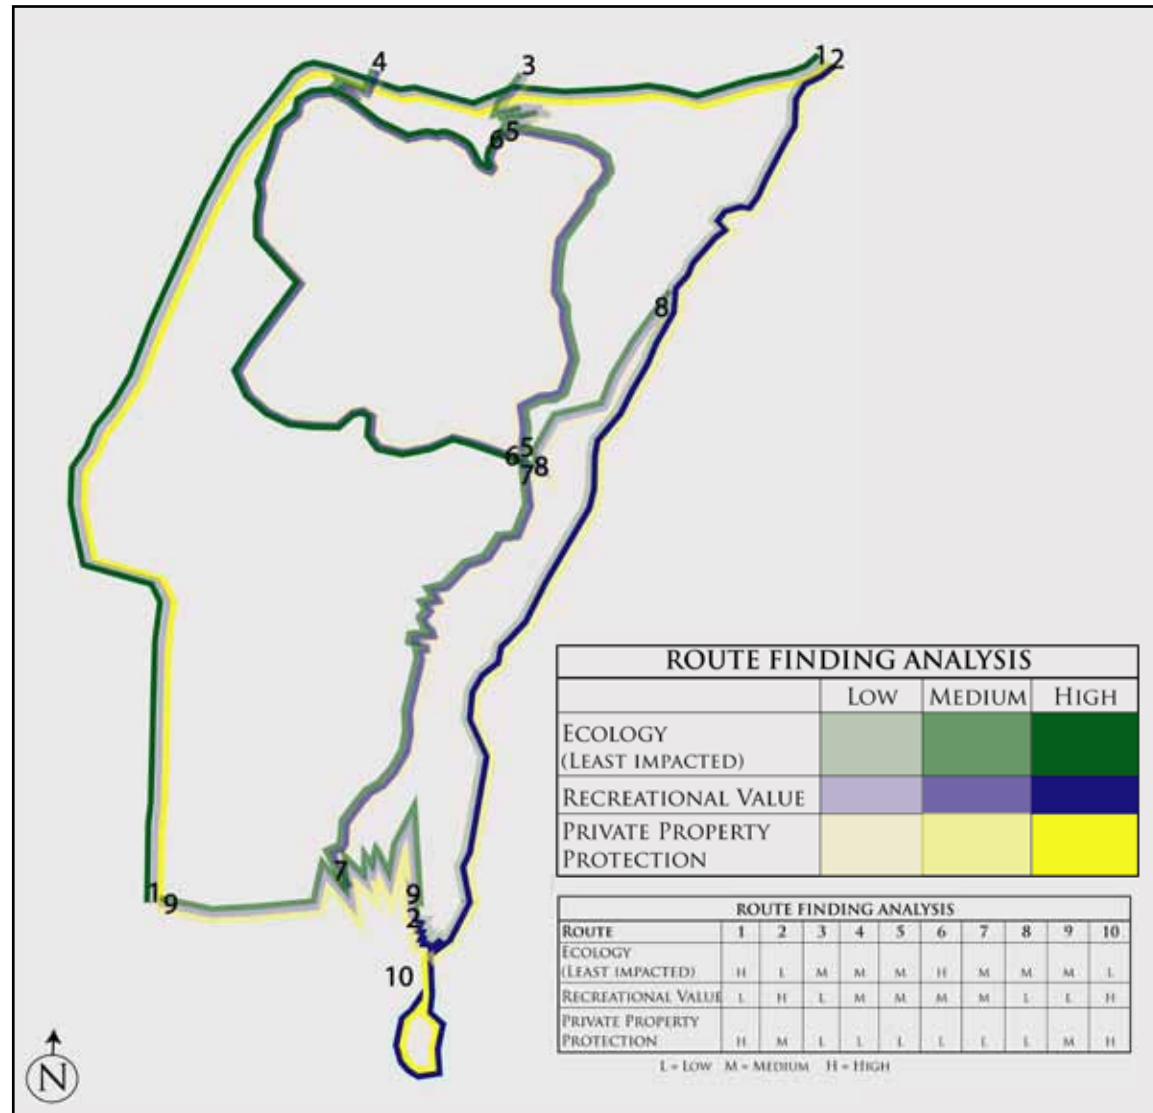 4
3
1
2
6
5
8
6
5
8
7
7
1
9
9
2
10
N
ROUTE FINDING ANALYSIS
LOW MEDIUM HIGH
ECOLOGY
(LEAST IMPACTED)
RECREATIONAL VALUE
PRIVATE PROPERTY
PROTECTION
ROUTE FINDING ANALYSIS
ROUTE 1 2 3 4 5 6 7 8 9 10
ECOLOGY
(LEAST IMPACTED) H L M M M H M M M L
RECREATIONAL VALUE L H L M M M M L L H
PRIVATE PROPERTY
PROTECTION H M L L L L L L M H
L = LOW M = MEDIUM H = HIGH